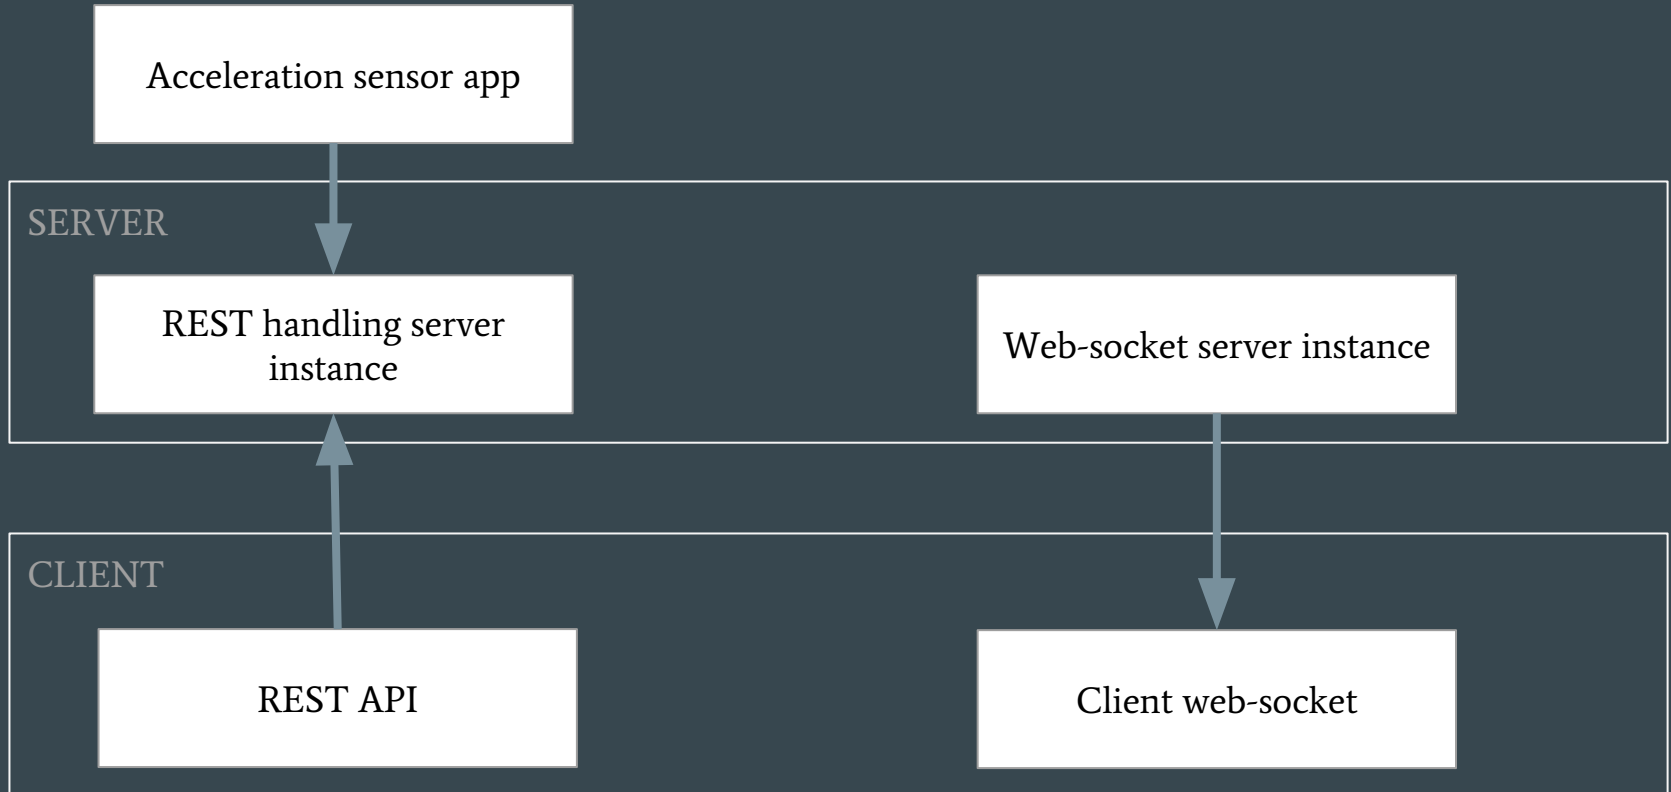 Acceleration sensor app
SERVER
REST handling server
instance
Web-socket server instance
CLIENT
REST API
Client web-socket